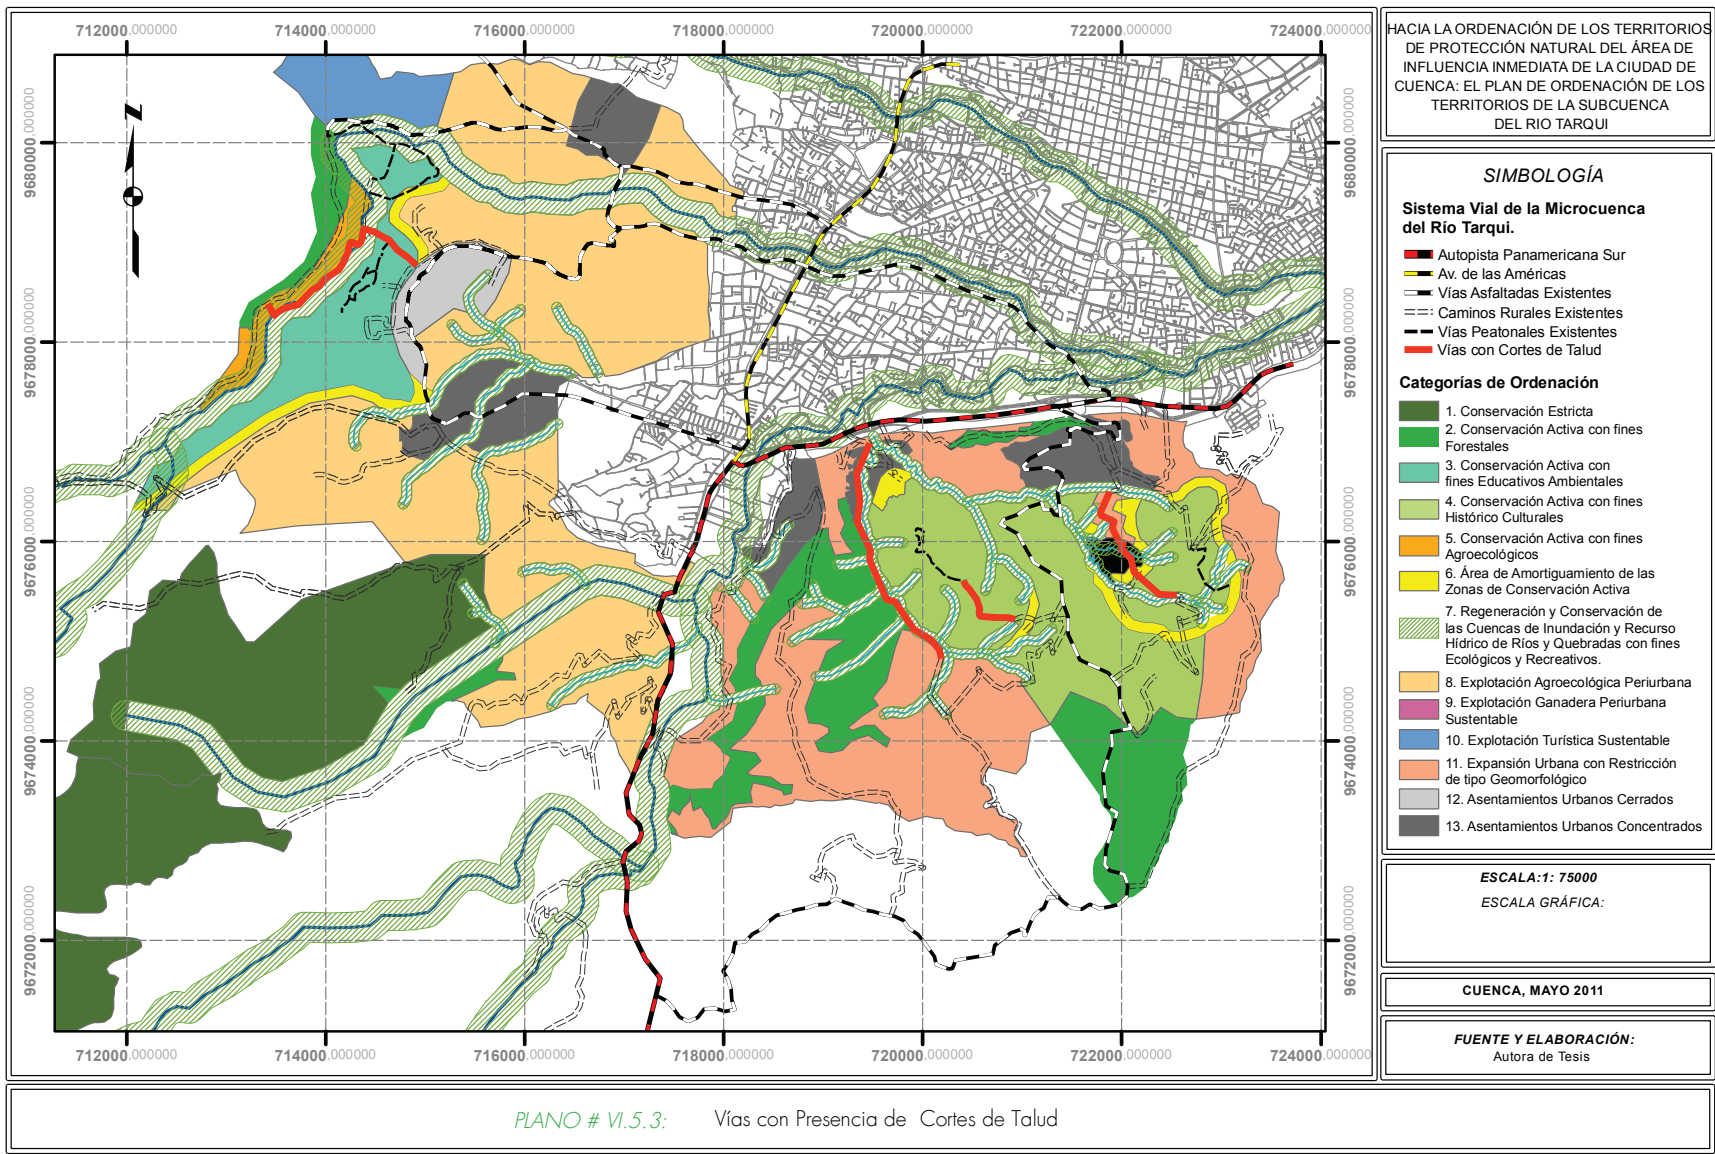 712000,000000 714000,000000 716000,000000 718000,000000 720000,000000 722000,000000 724000,000000
9680000,000000
9678000,000000
9676000,000000
9674000,000000
9672000,000000
9680000,000000
9678000,000000
9676000,000000
9674000,000000
9672000,000000
712000,000000 714000,000000 716000,000000 718000,000000 720000,000000 722000,000000 724000,000000
HACIA LA ORDENACIÓN DE LOS TERRITORIOS
DE PROTECCIÓN NATURAL DEL ÁREA DE
INFLUENCIA INMEDIATA DE LA CIUDAD DE
CUENCA: EL PLAN DE ORDENACIÓN DE LOS
TERRITORIOS DE LA SUBCUENCA
DEL RIO TARQUI
SIMBOLOGÍA
Sistema Vial de la Microcuenca
del Río Tarqui.
Autopista Panamericana Sur
Av. de las Américas
Vías Asfaltadas Existentes
Caminos Rurales Existentes
Vías Peatonales Existentes
Vías con Cortes de Talud
Categorías de Ordenación
1. Conservación Estricta
2. Conservación Activa con fines
Forestales
3. Conservación Activa con
fines Educativos Ambientales
4. Conservación Activa con fines
Histórico Culturales
5. Conservación Activa con fines
Agroecológicos
6. Área de Amortiguamiento de las
Zonas de Conservación Activa
7. Regeneración y Conservación de
las Cuencas de Inundación y Recurso
Hídrico de Ríos y Quebradas con fines
Ecológicos y Recreativos.
8. Explotación Agroecológica Periurbana
9. Explotación Ganadera Periurbana
Sustentable
10. Explotación Turística Sustentable
11. Expansión Urbana con Restricción
de tipo Geomorfológico
12. Asentamientos Urbanos Cerrados
13. Asentamientos Urbanos Concentrados
ESCALA:1: 75000
ESCALA GRÁFICA:
CUENCA, MAYO 2011
FUENTE Y ELABORACIÓN:
Autora de Tesis
PLANO # VI.5.3: Vías con Presencia de Cortes de Talud